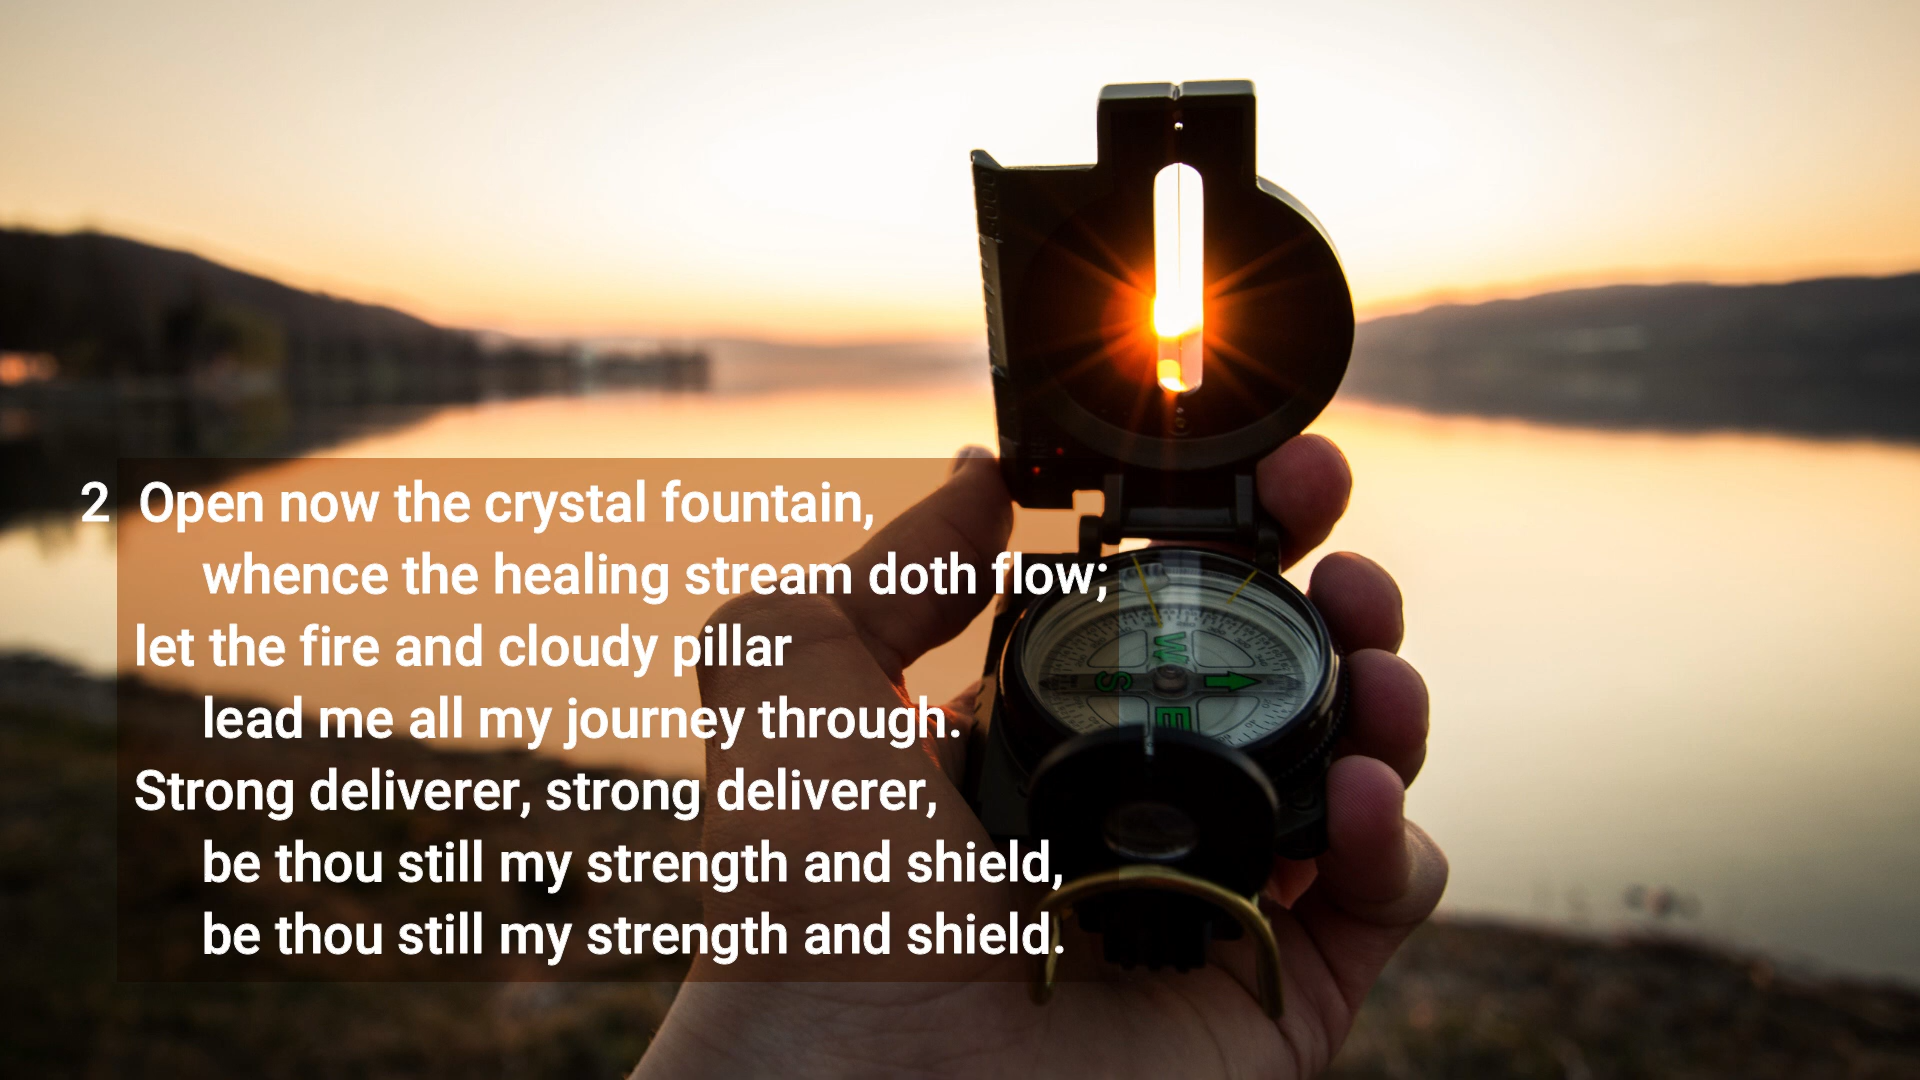 2 Open now the crystal fountain,
whence the healing stream doth flow;
let the fire and cloudy pillar
lead me all my journey through.
Strong deliverer, strong deliverer,
be thou still my strength and shield,
be thou still my strength and shield.
W
S
E